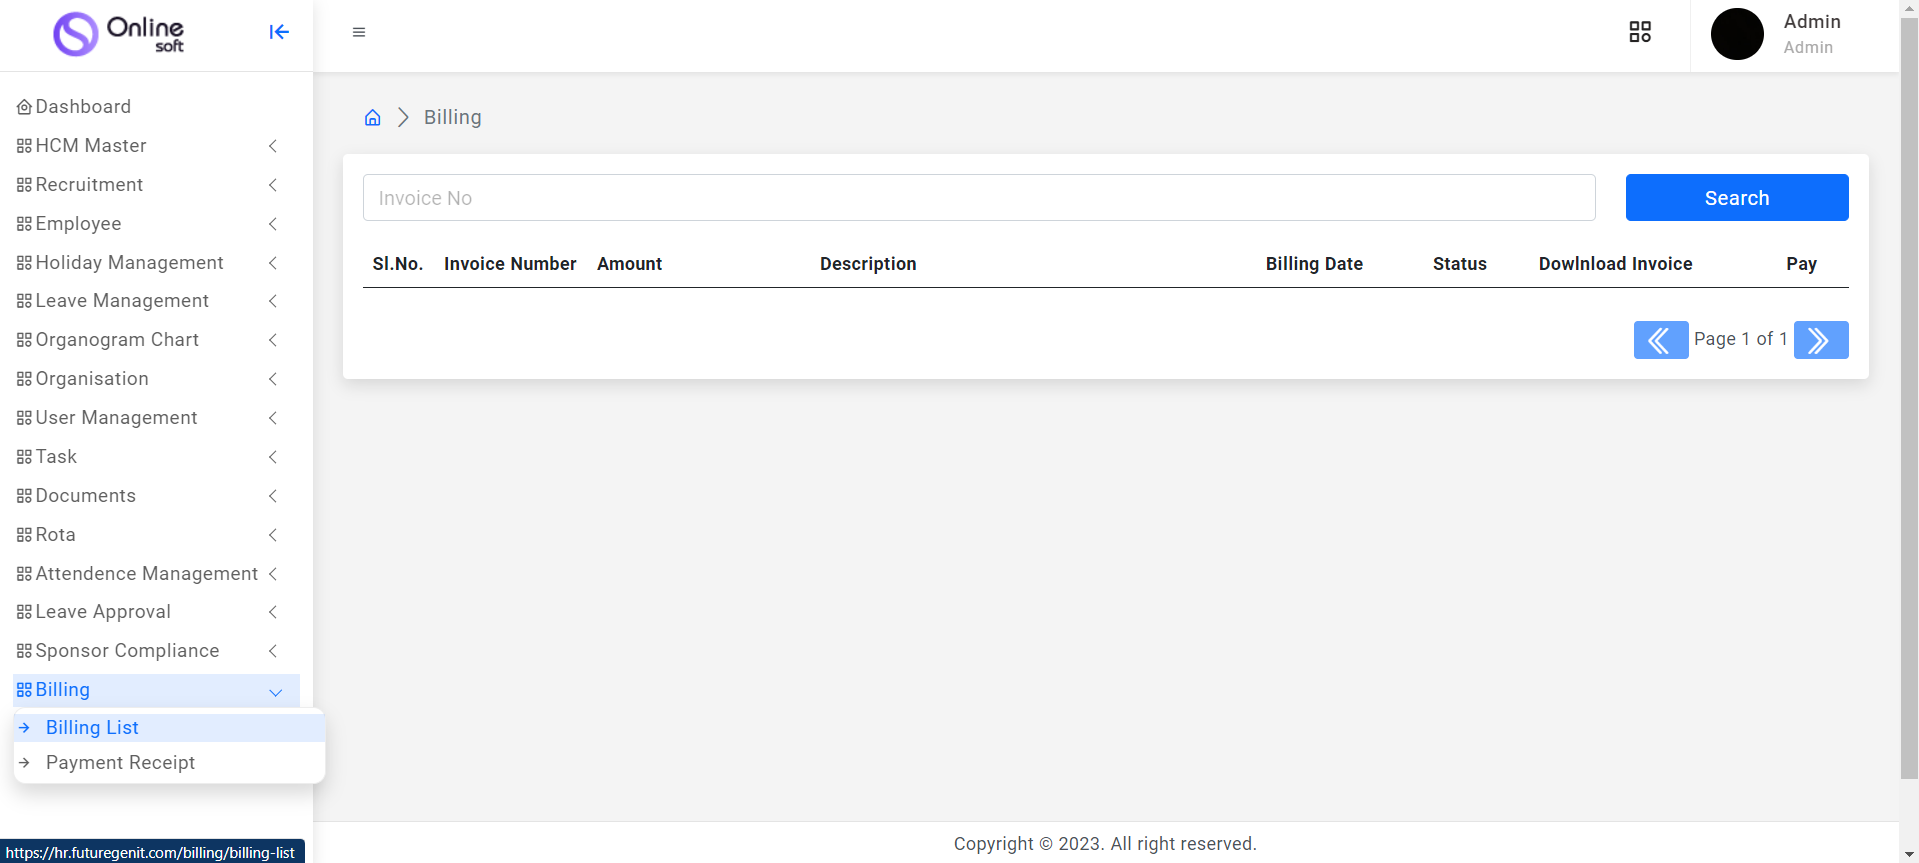 Online
soft
Admin
Admin
Dashboard
HCM Master
Recruitment
Employee
Holiday Management
Leave Management
Organogram Chart
Organisation
User Management
Task
Documents
Rota
Attendence Management
Leave Approval
Sponsor Compliance
Billing
Billing List
Payment Receipt
Billing
Invoice No
Search
Sl.No. Invoice Number Amount Description Billing Date Status Dowlnload Invoice Pay
Page 1 of 1
Copyright © 2023. All right reserved.
https://hr.futuregenit.com/billing/billing-list